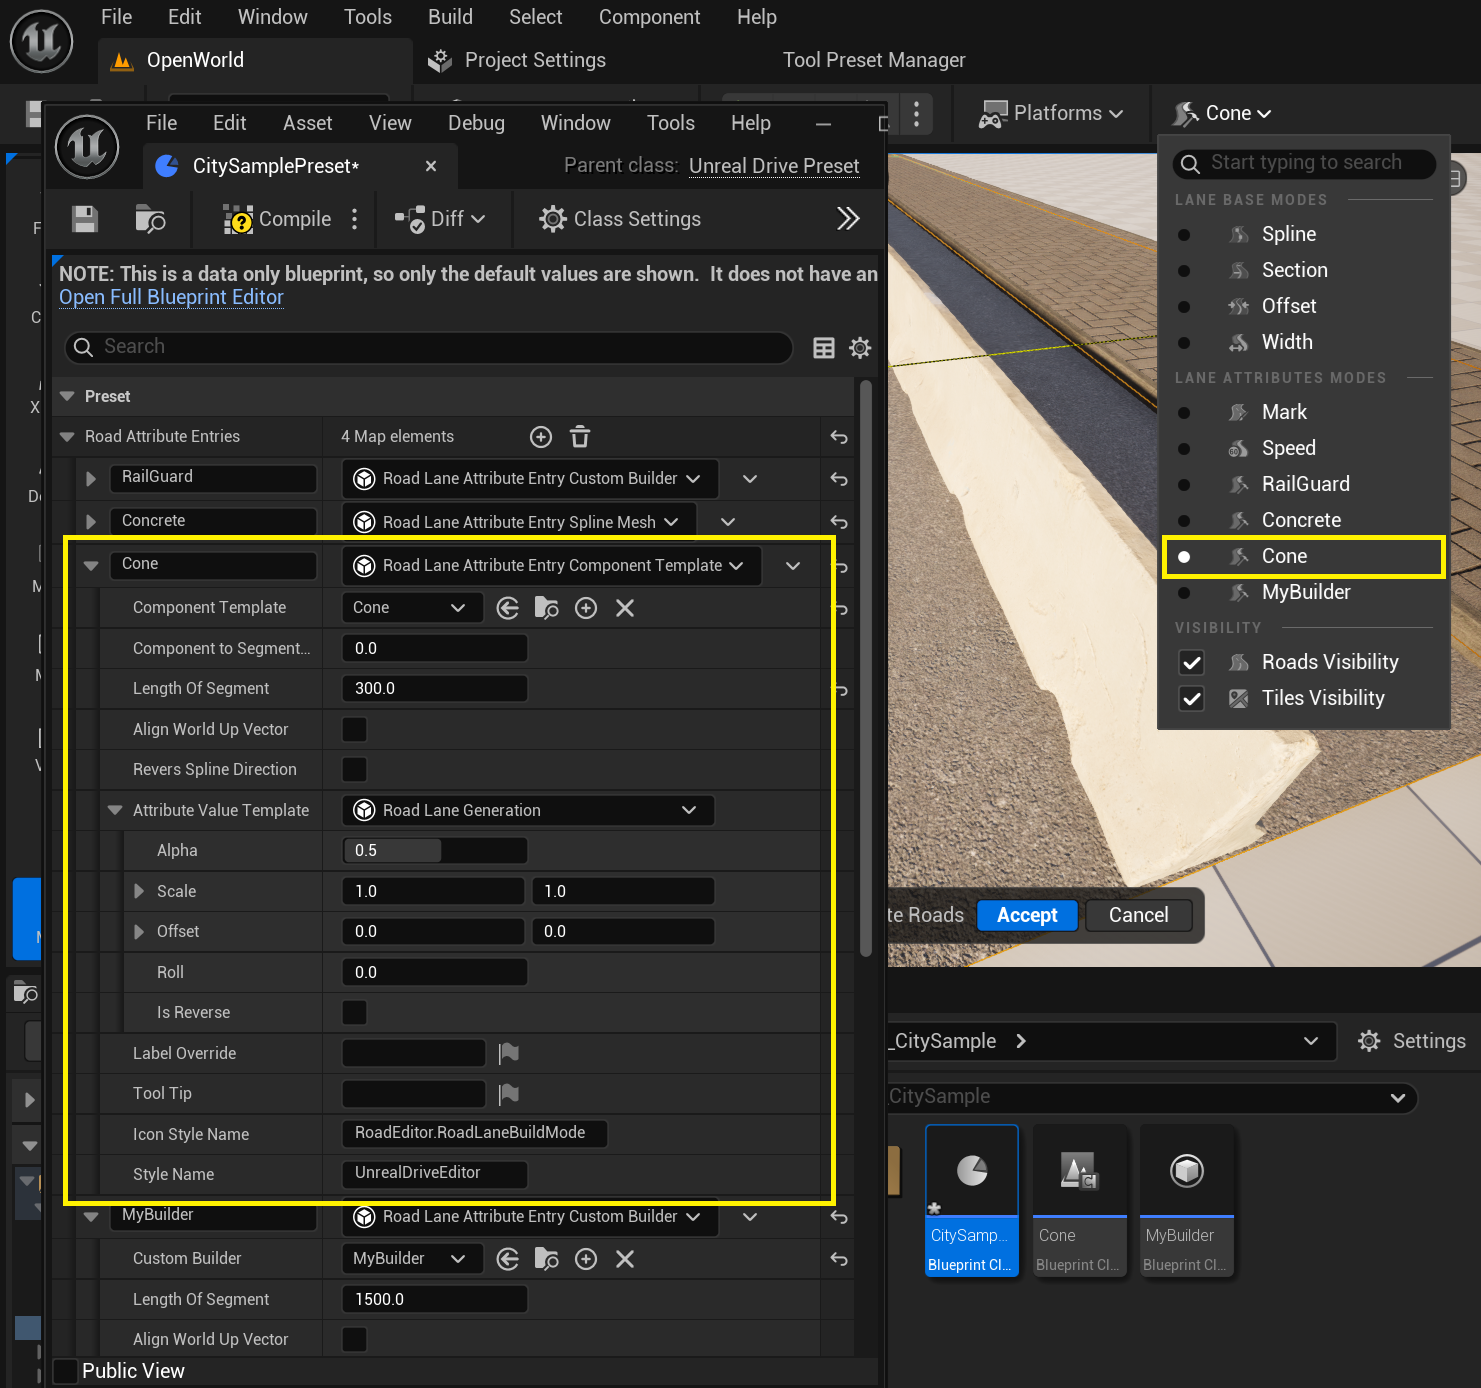 File Edit Window Tools Build Select Component Help
OpenWorld
Project Settings
Tool Preset Manager
Platforms
Cone
File Edit Asset View Debug Window Tools Help
CitySamplePreset*
Parent class: Unreal Drive Preset
Compile
Diff
Class Settings
NOTE: This is a data only blueprint, so only the default values are shown. It does not have an
Open Full Blueprint Editor
Search
Preset
Road Attribute Entries 4 Map elements
RailGuard Road Lane Attribute Entry Custom Builder
Concrete Road Lane Attribute Entry Spline Mesh
Cone Road Lane Attribute Entry Component Template
Component Template Cone
Component to Segment... 0.0
Length Of Segment 300.0
Align World Up Vector
Revers Spline Direction
Attribute Value Template Road Lane Generation
Alpha 0.5
Scale 1.0 1.0
Offset 0.0 0.0
Roll 0.0
Is Reverse
Label Override
Tool Tip
Icon Style Name RoadEditor.RoadLaneBuildMode
Style Name UnrealDriveEditor
MyBuilder Road Lane Attribute Entry Custom Builder
Custom Builder MyBuilder
Length Of Segment 1500.0
Align World Up Vector
Public View
Start typing to search
LANE BASE MODES
Spline
Section
Offset
Width
LANE ATTRIBUTES MODES
Mark
Speed
RailGuard
Concrete
Cone
MyBuilder
VISIBILITY
Roads Visibility
Tiles Visibility
te Roads Accept Cancel
_CitySample
Settings
_CitySample
CitySamp...
Blueprint Cl...
Cone
Blueprint Cl...
MyBuilder
Blueprint Cl...